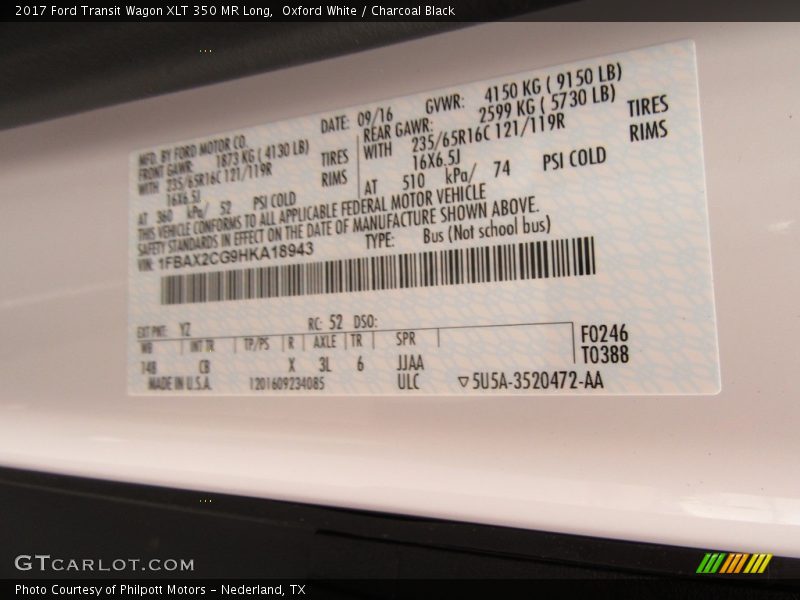 2017 Ford Transit Wagon XLT 350 MR Long,  Oxford White / Charcoal Black
MFD. BY FORD MOTOR CO.
DATE: 09/16
GVWR: 4150 KG ( 9150 LB)
FRONT GAWR: 1873 KG ( 4130 LB)
REAR GAWR: 2599 KG ( 5730 LB)
WITH 235/65R16C 121/119R TIRES
WITH 235/65R16C 121/119R TIRES
16X6.5J RIMS
16X6.5J RIMS
AT 360 kPa/ 52 PSI COLD
AT 510 kPa/ 74 PSI COLD
THIS VEHICLE CONFORMS TO ALL APPLICABLE FEDERAL MOTOR VEHICLE
SAFETY STANDARDS IN EFFECT ON THE DATE OF MANUFACTURE SHOWN ABOVE.
VIN: 1FBAX2CG9HKA18943
TYPE: Bus (Not school bus)
EXT PNT: YZ RC: 52 DSO:
WB INT TR TP/PS R AXLE TR SPR
148 CB X 3L 6 JJAA
F0246
T0388
MADE IN U.S.A. 1201609234085 ULC ▽5U5A-3520472-AA
GTCARLOT.COM
Photo Courtesy of Philpott Motors - Nederland, TX